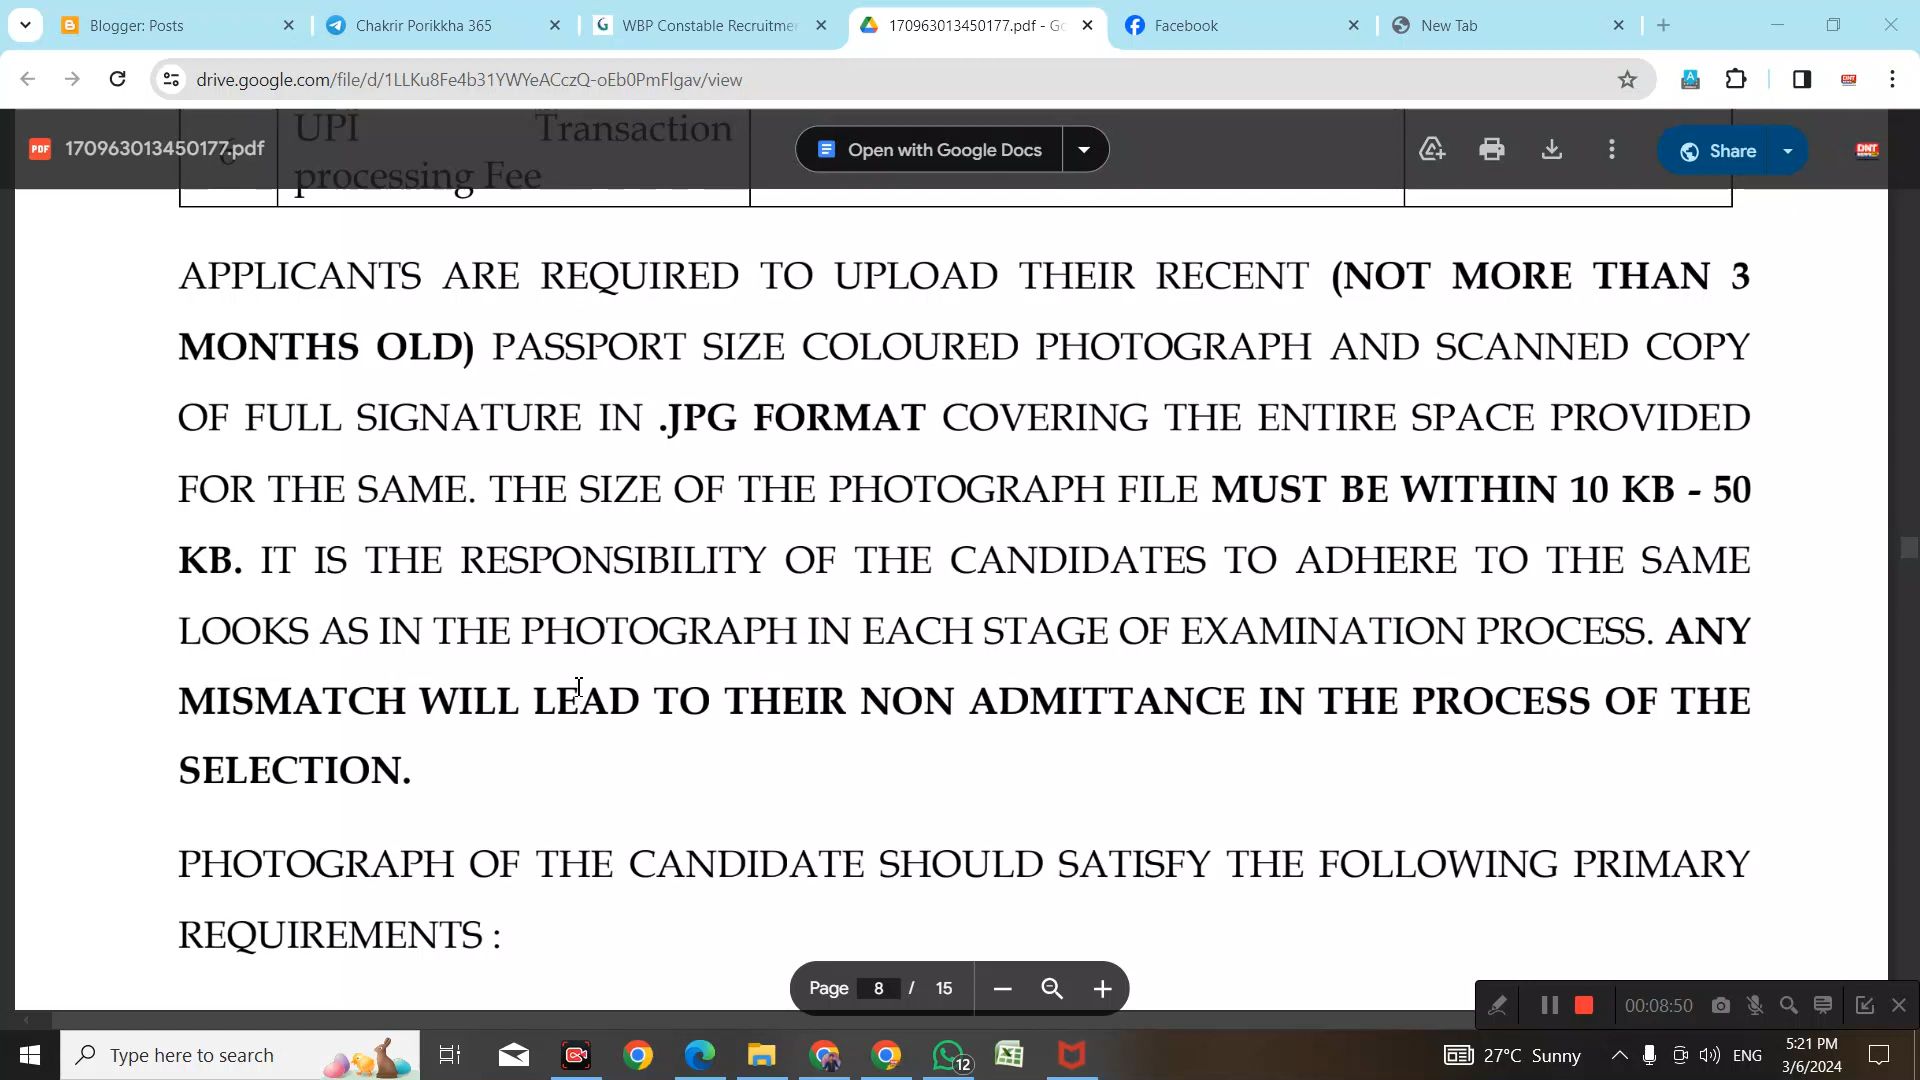 Blogger: Posts
Chakrir Porikkha 365
WBP Constable Recruitme
170963013450177.pdf - Go
Facebook
New Tab
drive.google.com/file/d/1LLKu8Fe4b31YWYeACczQ-oEb0PmFlgav/view
UPI Transaction
PDF 170963013450177.pdf
Open with Google Docs
Share
DNT
processing Fee
APPLICANTS ARE REQUIRED TO UPLOAD THEIR RECENT (NOT MORE THAN 3
MONTHS OLD) PASSPORT SIZE COLOURED PHOTOGRAPH AND SCANNED COPY
OF FULL SIGNATURE IN .JPG FORMAT COVERING THE ENTIRE SPACE PROVIDED
FOR THE SAME. THE SIZE OF THE PHOTOGRAPH FILE MUST BE WITHIN 10 KB - 50
KB. IT IS THE RESPONSIBILITY OF THE CANDIDATES TO ADHERE TO THE SAME
LOOKS AS IN THE PHOTOGRAPH IN EACH STAGE OF EXAMINATION PROCESS. ANY
MISMATCH WILL LEAD TO THEIR NON ADMITTANCE IN THE PROCESS OF THE
SELECTION.
PHOTOGRAPH OF THE CANDIDATE SHOULD SATISFY THE FOLLOWING PRIMARY
REQUIREMENTS :
Page 8 / 15
00:08:50
Type here to search
12
27°C Sunny
ENG
5:21 PM
3/6/2024